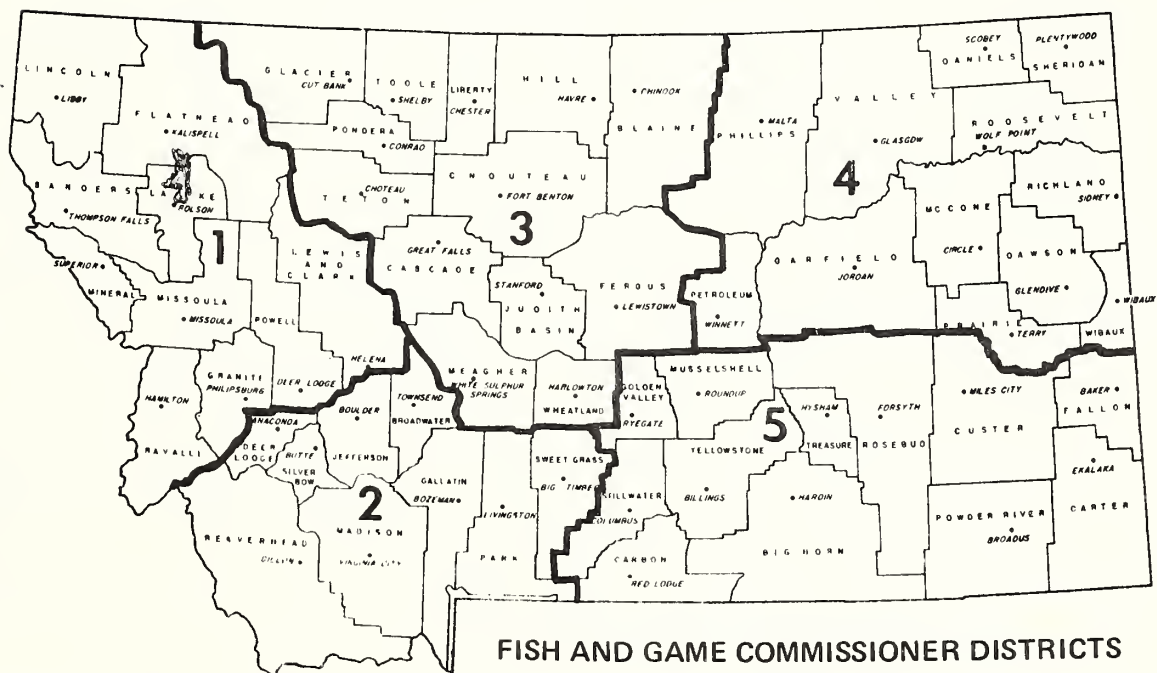 LINCOLN
LIBBY
FLATHEAD
KALISPELL
SANDERS
THOMPSON FALLS
LAKE
POLSON
1
SUPERIOR
MINERAL
MISSOULA
MISSOULA
POWELL
LEWIS
AND
CLARK
HELENA
GRANITE
PHILIPSBURG
DEER LODGE
HAMILTON
RAVALLI
GLACIER
CUT BANK
TOOLE
SHELBY
LIBERTY
CHESTER
HILL
HAVRE
CHINOOK
BLAINE
PONDERA
CONRAD
CHOTEAU
TETON
CHOUTEAU
FORT BENTON
3
GREAT FALLS
CASCADE
STANFORD
JUDITH
BASIN
FERGUS
LEWISTOWN
MEAGHER
WHITE SULPHUR
SPRINGS
HARLOWTON
WHEATLAND
MALTA
PHILLIPS
VALLEY
GLASGOW
4
SCOBEY
DANIELS
PLENTYWOOD
SHERIDAN
ROOSEVELT
WOLF POINT
RICHLAND
SIDNEY
MCCONE
CIRCLE
DAWSON
GLENDIVE
WIBAUX
WIBAUX
GARFIELD
JORDAN
PETROLEUM
WINNETT
PRAIRIE
TERRY
ANACONDA
DEER
LODGE
BUTTE
SILVER
BOW
BOULDER
JEFFERSON
TOWNSEND
BROADWATER
2
MADISON
VIRGINIA CITY
BEAVERHEAD
DILLON
GALLATIN
BOZEMAN
LIVINGSTON
PARK
SWEET GRASS
BIG TIMBER
GOLDEN
VALLEY
RYEGATE
MUSSELSHELL
ROUNDUP
5
HYSHAM
TREASURE
FORSYTH
ROSEBUD
MILES CITY
CUSTER
BAKER
FALLON
EKALAKA
CARTER
YELLOWSTONE
BILLINGS
STILLWATER
COLUMBUS
CARBON
RED LODGE
HARDIN
BIG HORN
POWDER RIVER
BROADUS
FISH AND GAME COMMISSIONER DISTRICTS